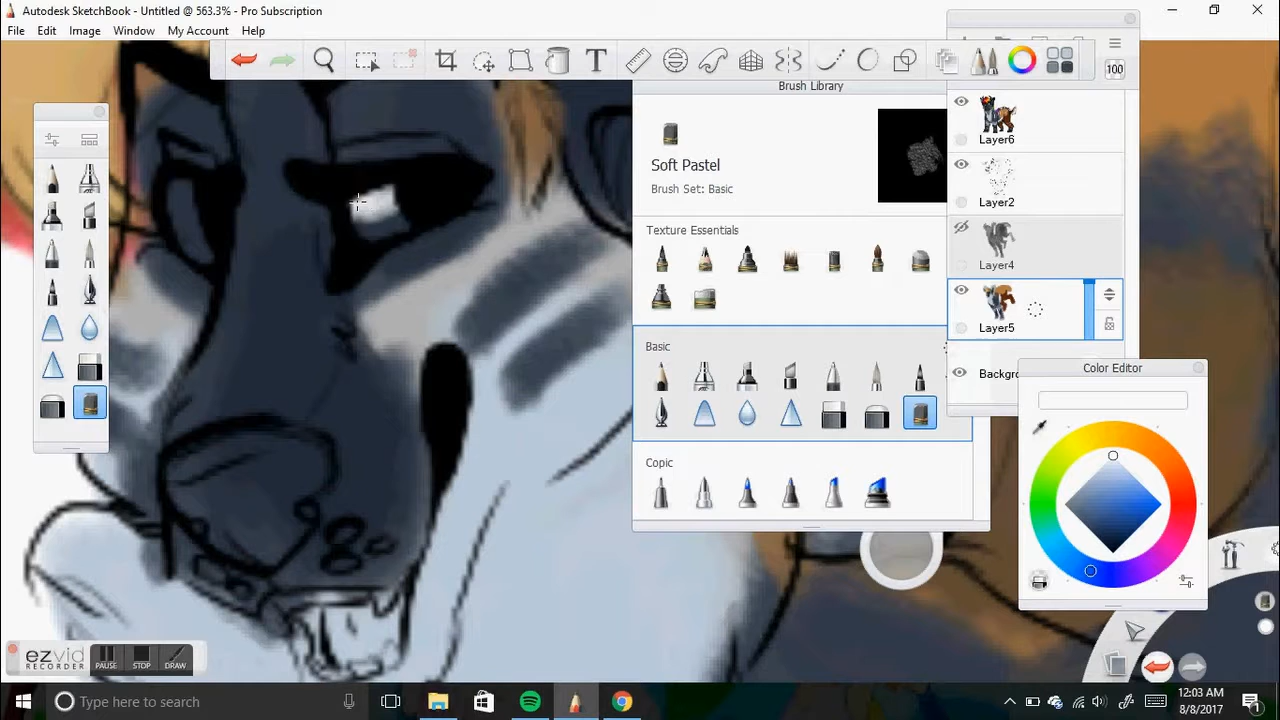 Autodesk SketchBook - Untitled @ 563.3% - Pro Subscription
File Edit Image Window My Account Help
T
100
Brush Library
Soft Pastel
Brush Set: Basic
Texture Essentials
Basic
Copic
Layer6
Layer2
Layer4
Layer5
Backgro
Color Editor
ezvid
RECORDER
PAUSE STOP DRAW
Type here to search
12:03 AM
8/8/2017
1